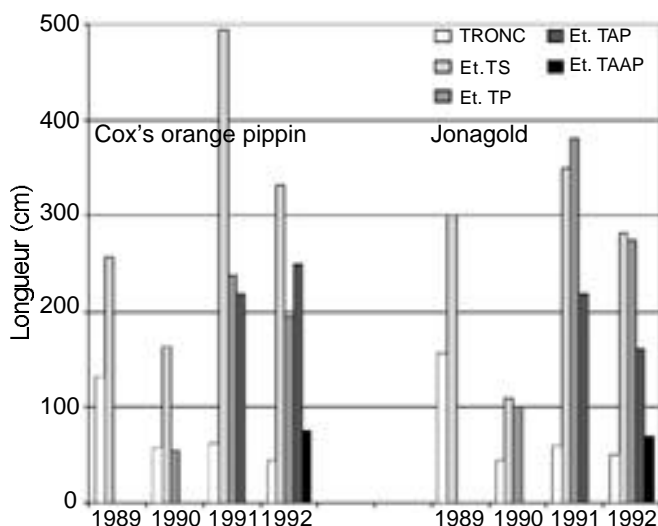 500
400
300
200
100
0
Longueur (cm)
TRONC
Et.TS
Et. TP
Et. TAP
Et. TAAP
Cox's orange pippin
Jonagold
1989 1990 1991 1992 1989 1990 1991 1992